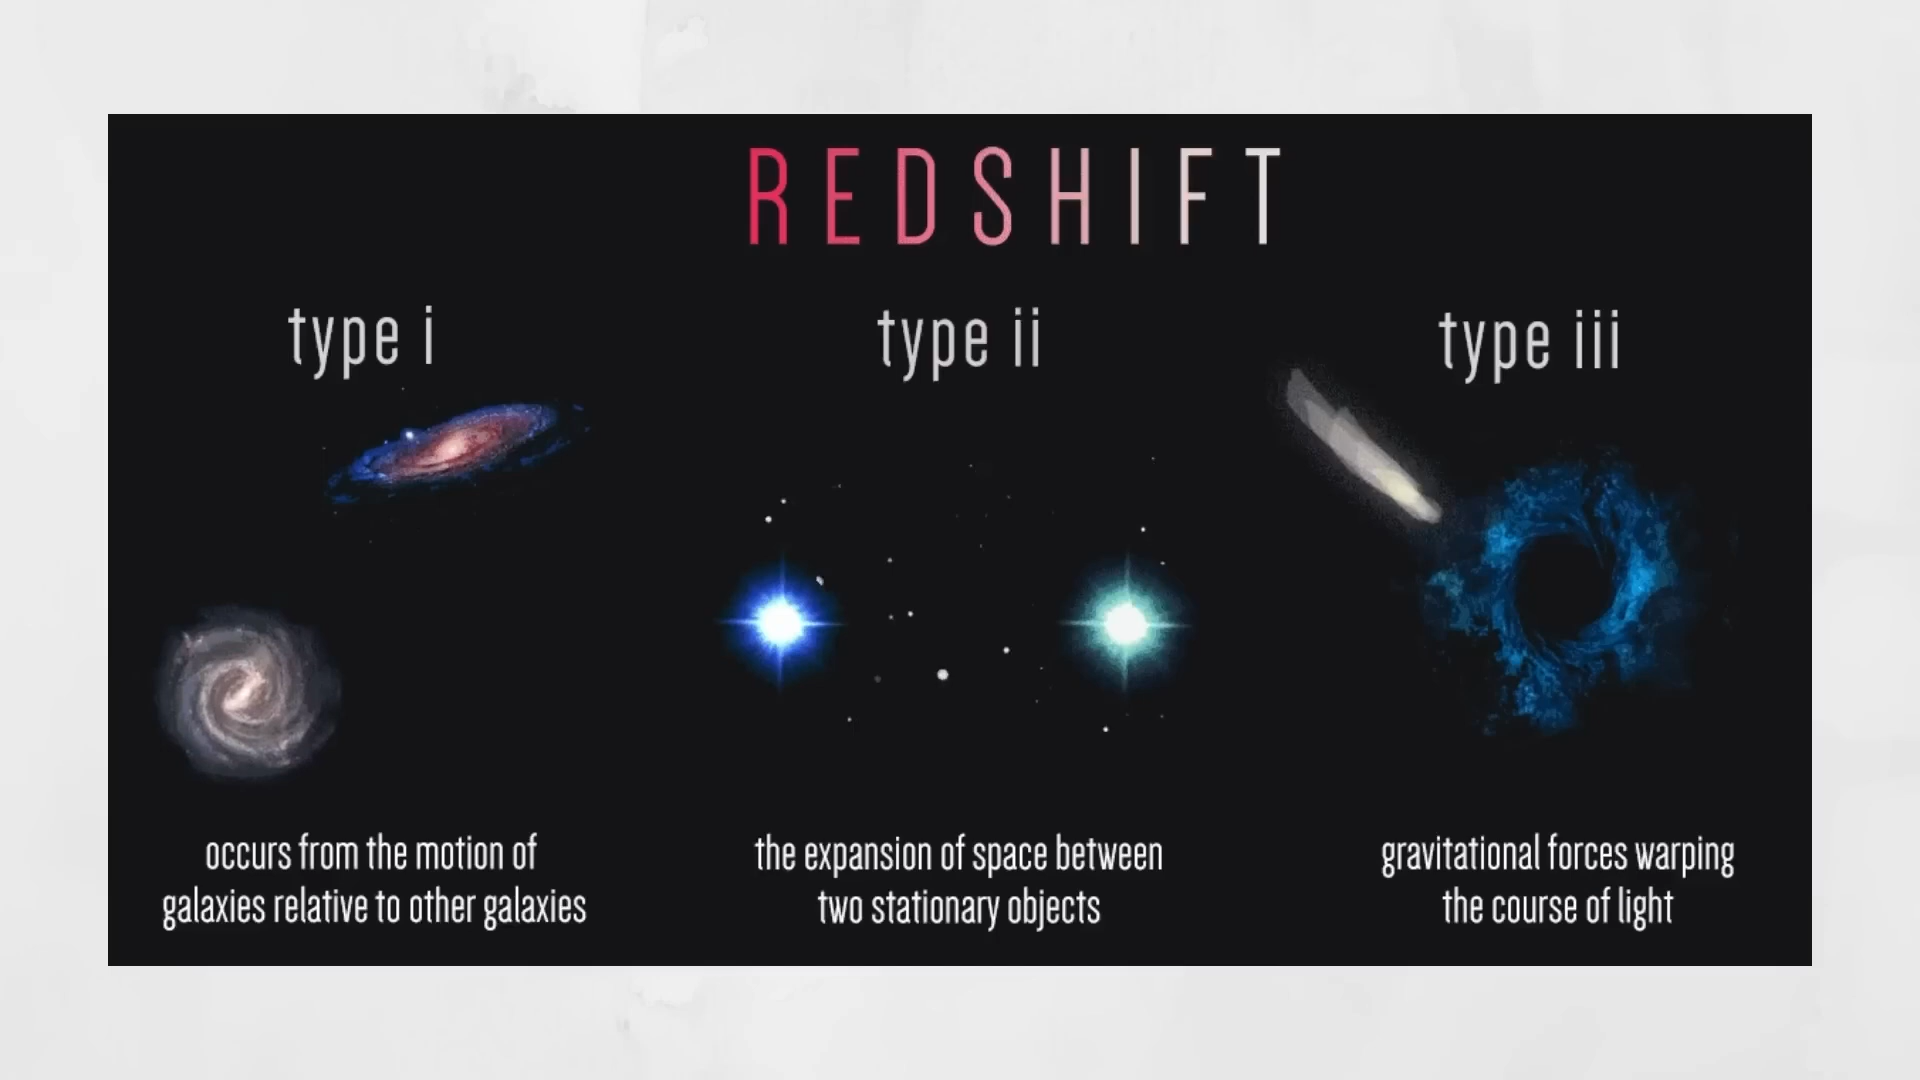 REDSHIFT
type i
type ii
type iii
occurs from the motion of
galaxies relative to other galaxies
the expansion of space between
two stationary objects
gravitational forces warping
the course of light